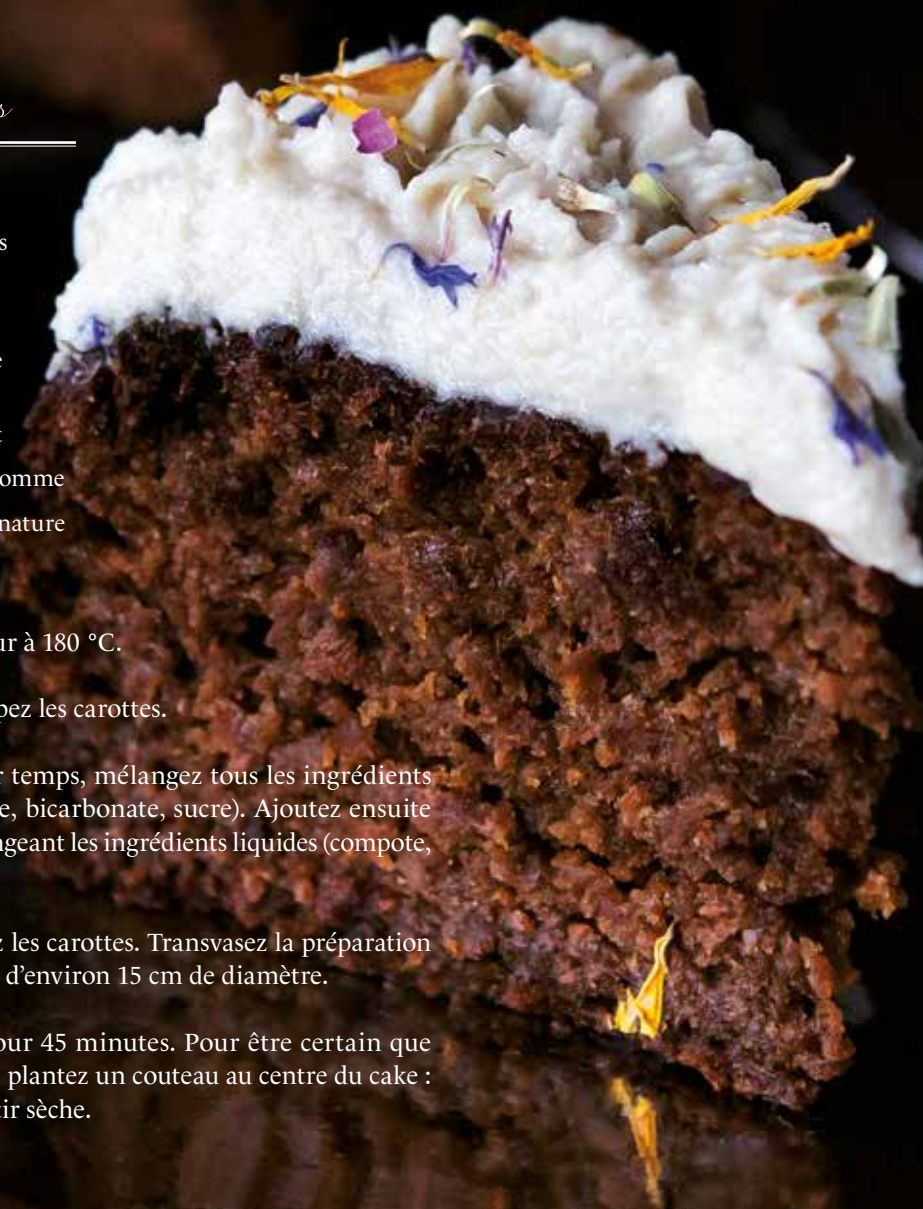 s
s
e
t
omme
nature
ur à 180 °C.
pez les carottes.
r temps, mélangez tous les ingrédients
e, bicarbonate, sucre). Ajoutez ensuite
ngeant les ingrédients liquides (compote,
z les carottes. Transvasez la préparation
d’environ 15 cm de diamètre.
our 45 minutes. Pour être certain que
plantez un couteau au centre du cake :
tir sèche.